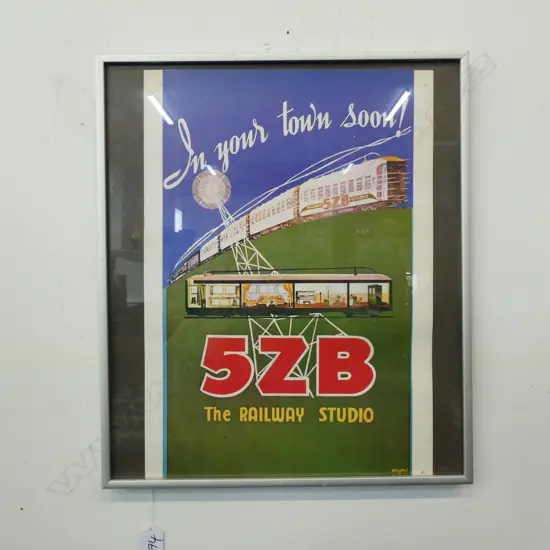 In your town soon!
5ZB
5ZB
The RAILWAY STUDIO